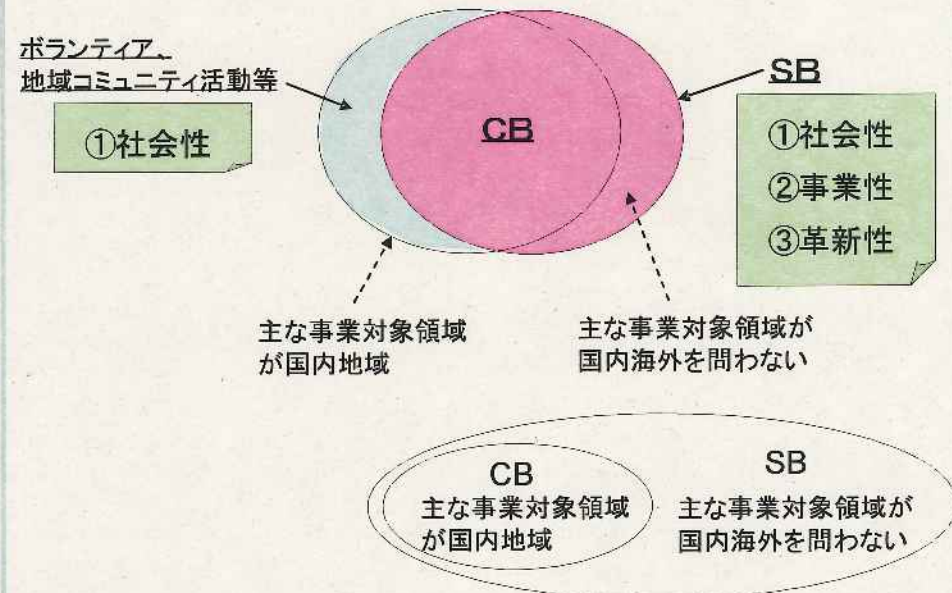 ボランティア、
地域コミュニティ活動等
①社会性
CB
SB
①社会性
②事業性
③革新性
主な事業対象領域
が国内地域
主な事業対象領域が
国内海外を問わない
CB
主な事業対象領域
が国内地域
SB
主な事業対象領域が
国内海外を問わない